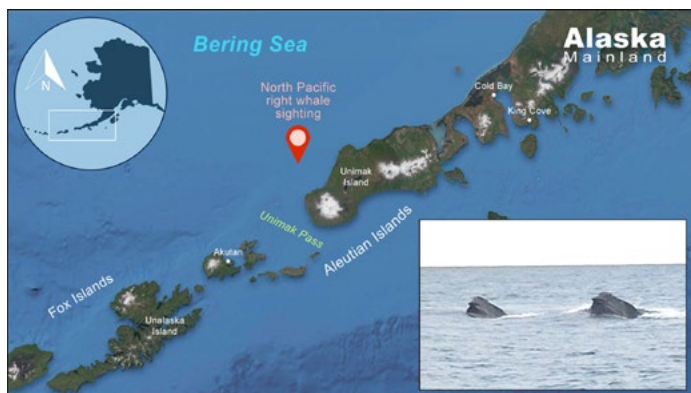 Bering Sea
Alaska
Mainland
N
North Pacific
right whale
sighting
Cold Bay
King Cove
Unimak
Island
Unimak Pass
Aleutian Islands
Akutan
Fox Islands
Unalaska
Island